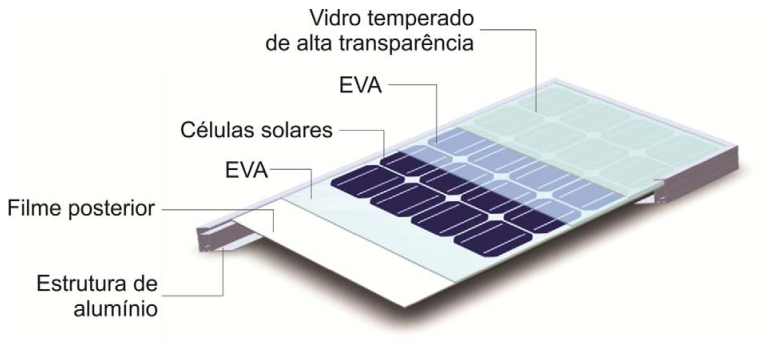 Vidro temperado
de alta transparência
EVA
Células solares
EVA
Filme posterior
Estrutura de
alumínio